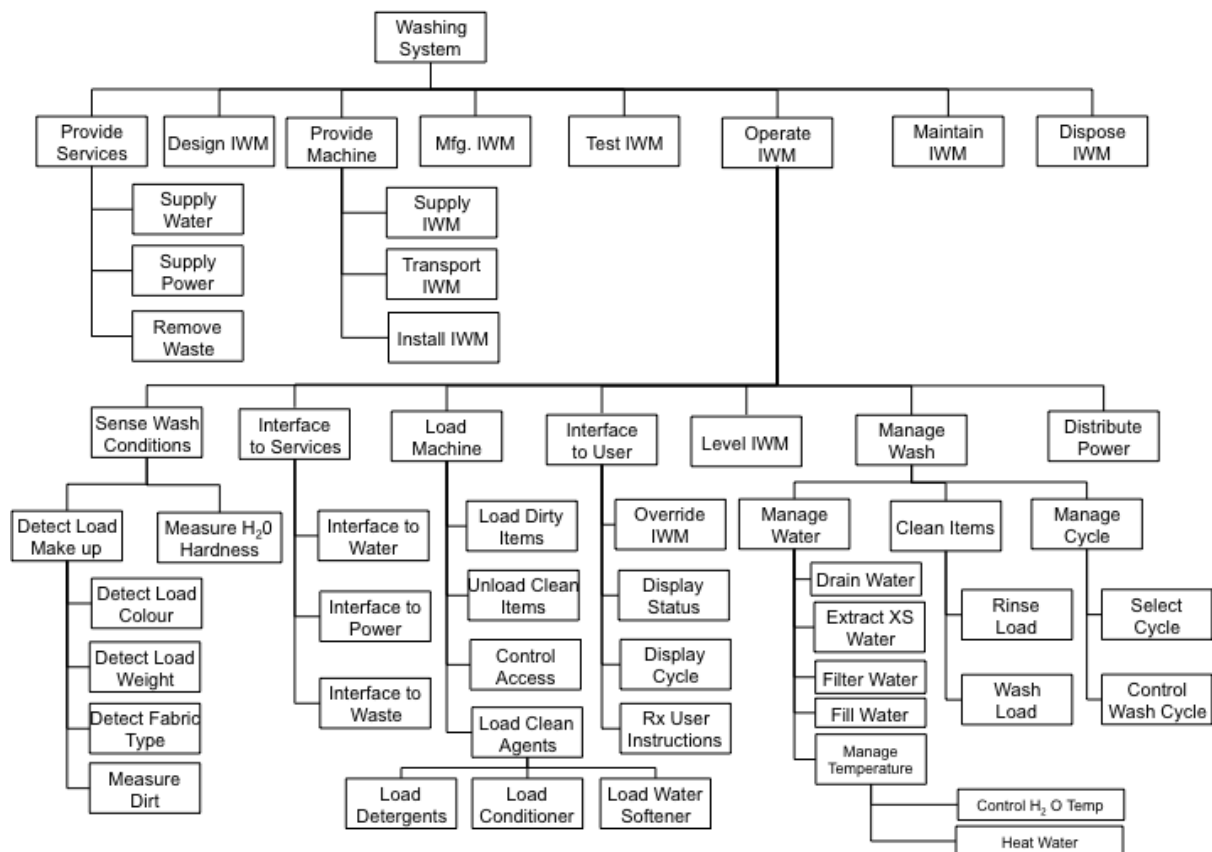 Washing
System
Provide
Services
Design IWM
Provide
Machine
Mfg. IWM
Test IWM
Operate
IWM
Maintain
IWM
Dispose
IWM
Supply
Water
Supply
Power
Remove
Waste
Supply
IWM
Transport
IWM
Install IWM
Sense Wash
Conditions
Interface
to Services
Load
Machine
Interface
to User
Level IWM
Manage
Wash
Distribute
Power
Detect Load
Make up
Measure H₂0
Hardness
Detect Load
Colour
Detect Load
Weight
Detect Fabric
Type
Measure
Dirt
Interface to
Water
Interface to
Power
Interface to
Waste
Load Dirty
Items
Unload Clean
Items
Control
Access
Load Clean
Agents
Load
Detergents
Load
Conditioner
Load Water
Softener
Override
IWM
Display
Status
Display
Cycle
Rx User
Instructions
Manage
Water
Clean Items
Manage
Cycle
Drain Water
Extract XS
Water
Filter Water
Fill Water
Manage
Temperature
Control H₂ O Temp
Heat Water
Rinse
Load
Wash
Load
Select
Cycle
Control
Wash Cycle